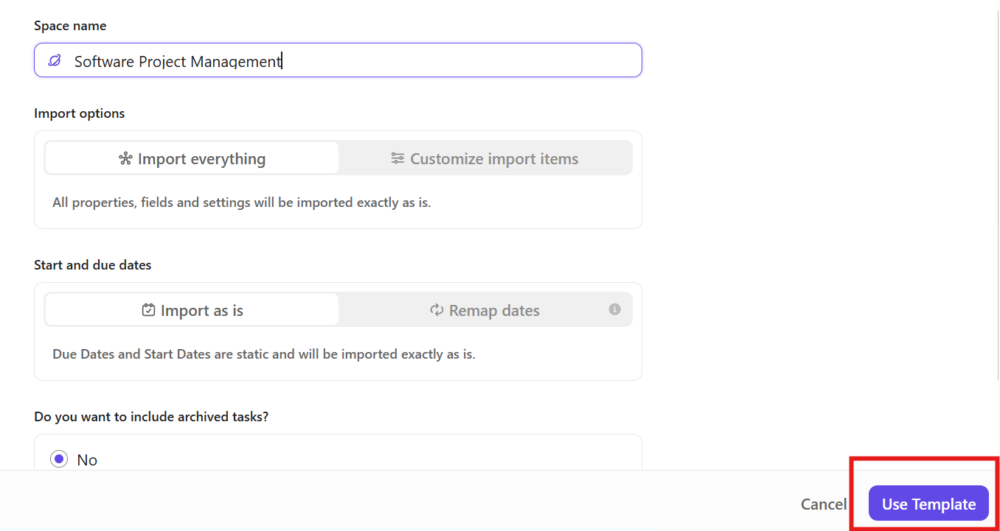 Space name
Software Project Management
Import options
Import everything
Customize import items
All properties, fields and settings will be imported exactly as is.
Start and due dates
Import as is
Remap dates
Due Dates and Start Dates are static and will be imported exactly as is.
Do you want to include archived tasks?
No
Cancel
Use Template